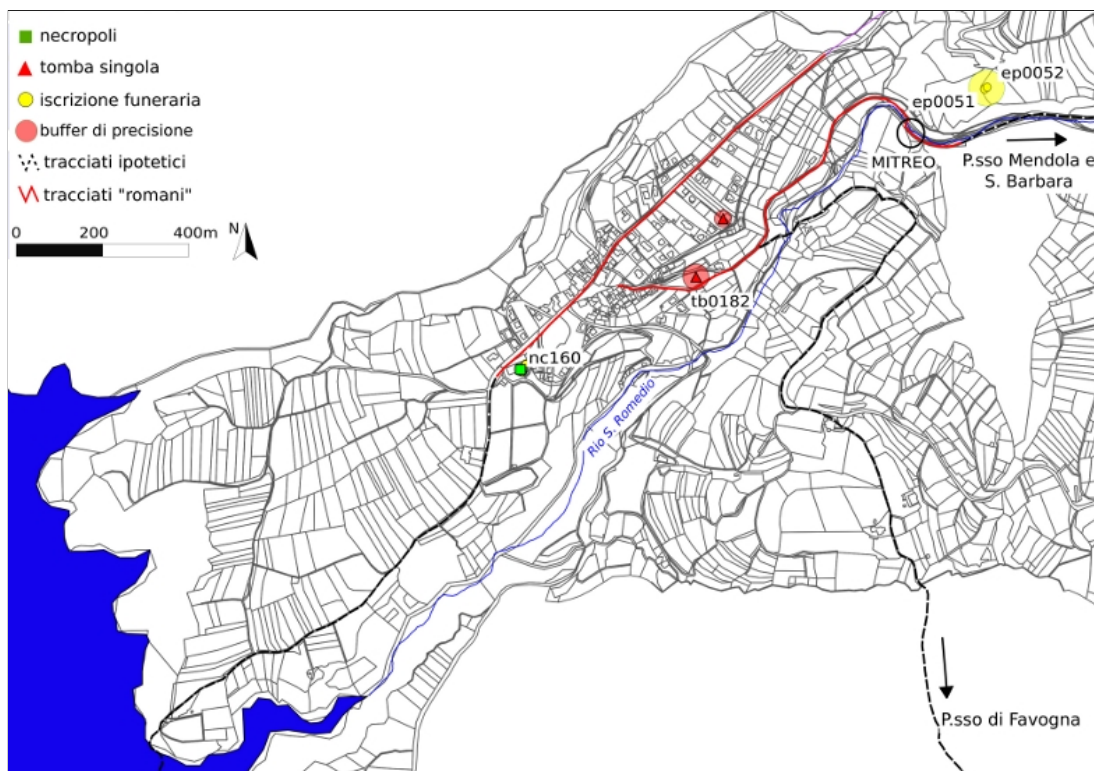 necropoli
tomba singola
iscrizione funeraria
buffer di precisione
tracciati ipotetici
tracciati "romani"
0 200 400m
N
ep0052
ep0051
MITREO
P.sso Mendola e
S. Barbara
tb0182
nc160
Rio S. Romedio
P.sso di Favogna